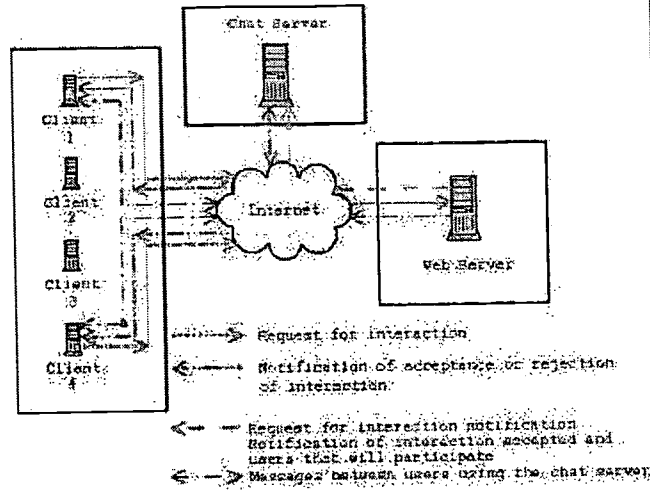 Chat Server
Client
1
Client
2
Client
3
Client
4
Internet
Web Server
Request for interaction
Notification of acceptance or rejection
of interaction
Request for interaction notification
Notification of interaction accepted and
users that will participate
Messages between users using the chat server